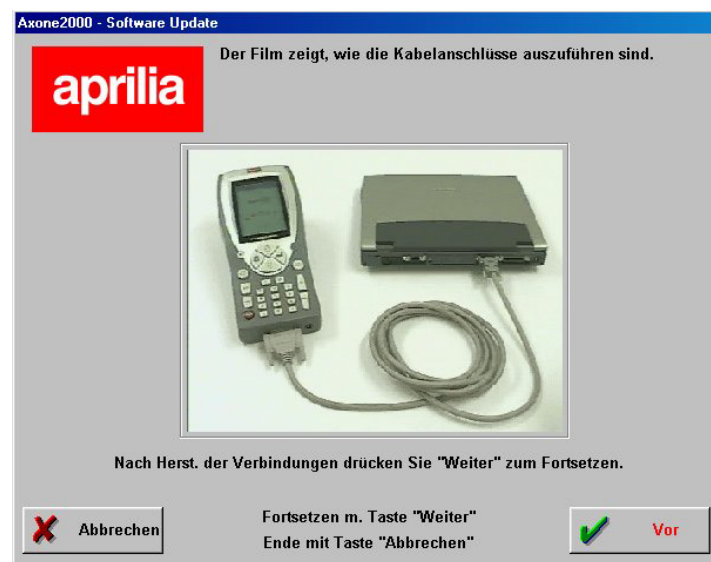 Axone2000 - Software Update
Der Film zeigt, wie die Kabelanschlüsse auszuführen sind.
aprilia
Nach Herst. der Verbindungen drücken Sie "Weiter" zum Fortsetzen.
Abbrechen
Fortsetzen m. Taste "Weiter"
Ende mit Taste "Abbrechen"
Vor